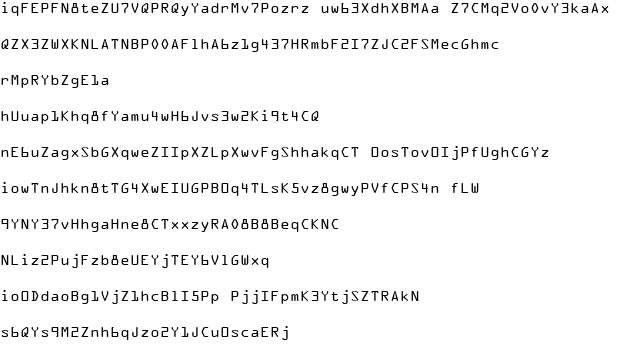 iqFEPFN8teZU7VQPRQyYadrMv7Pozrz uw63XdhXBMAa Z7CMq2Vo0vY3kaAx
QZX3ZWXKNLATNBP00AF1hA6z1g437HRmbF2I7ZJC2FSMecGhmc
rMpRYbZgE1a
hUuap1Khq8fYamu4wH6Jvs3w2Ki9t4CQ
nE6uZagxSbGXqweZIIpXZLpXwvFgShhakqCT OosTovOIjPfUghCGYz
iowTnJhkn8tTG4XwEIUGPBOq4TLsK5vz8gwyPVfCPS4n fLW
9YNY37vHhgaHne8CTxxzyRA08B8BeqCKNC
NLiz2PujFzb8eUEYjTEY6V1GWxq
ioODdaoBg1VjZ1hcB1I5Pp PjjIFpmK3YtjSZTRAkN
s6QYs9M2Znh6qJzo2Y1JCuOscaERj